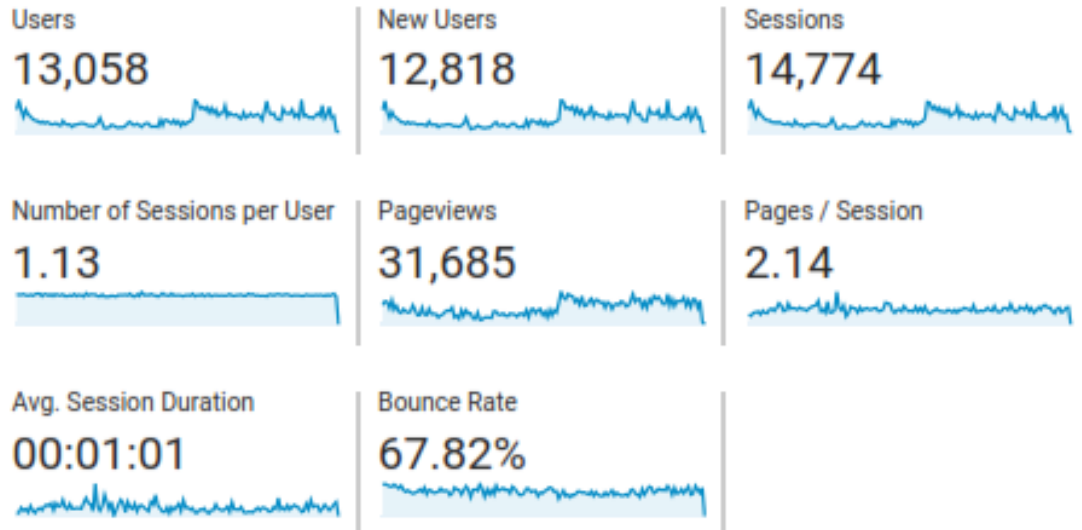 Users
13,058
New Users
12,818
Sessions
14,774
Number of Sessions per User
1.13
Pageviews
31,685
Pages / Session
2.14
Avg. Session Duration
00:01:01
Bounce Rate
67.82%